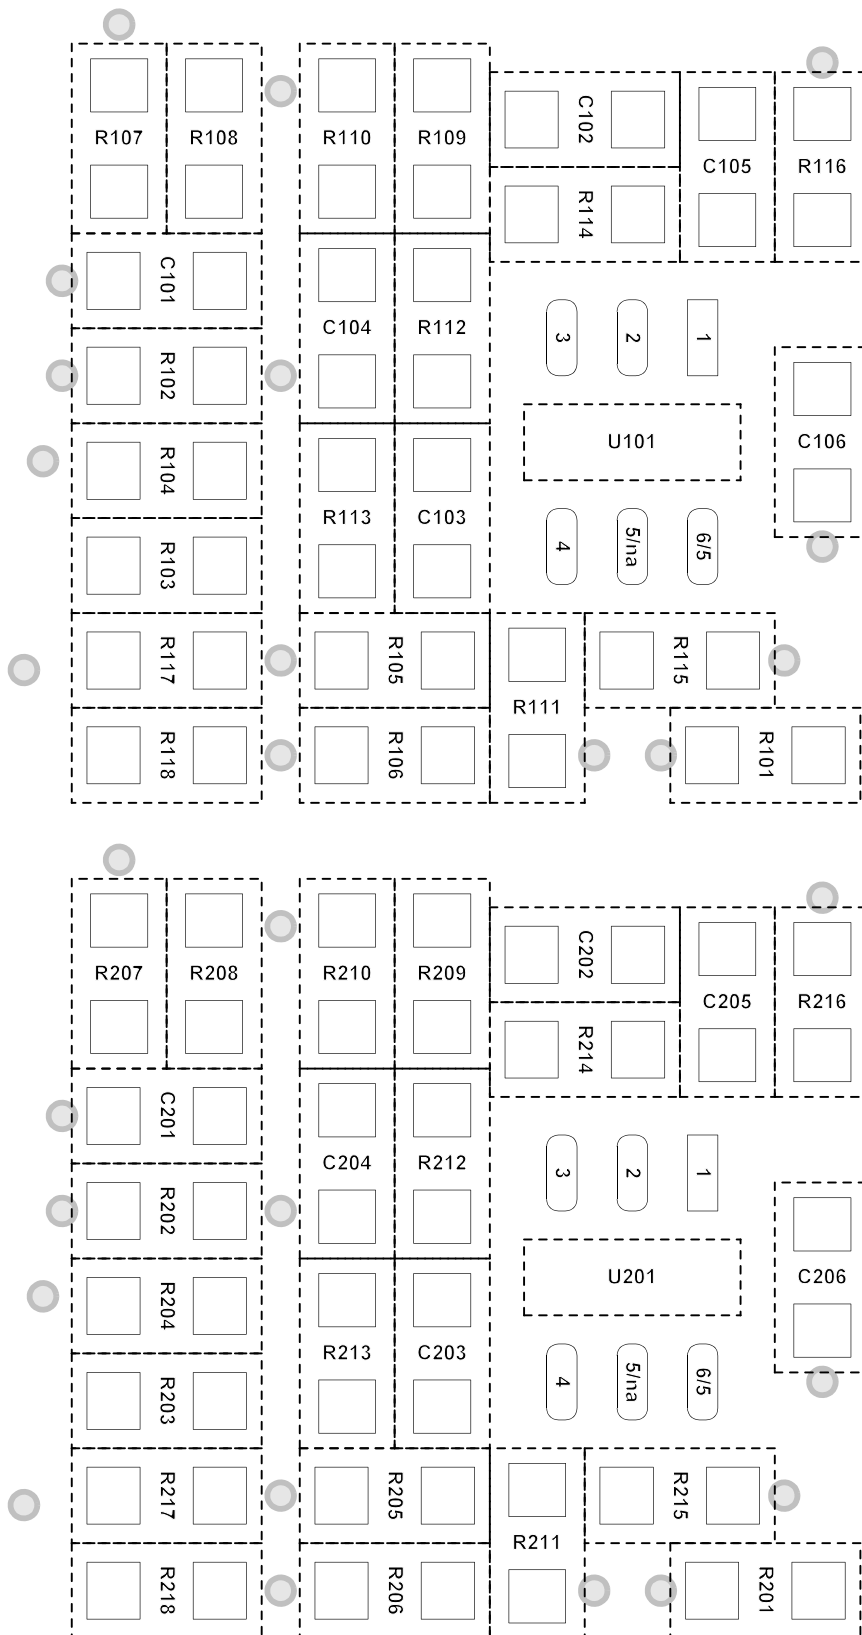 R107
R108
R110
R109
C102
C105
R116
R114
C101
C104
R112
3
2
1
R102
U101
C106
R104
R113
C103
4
5/na
6/5
R103
R117
R105
R115
R111
R118
R106
R101
R207
R208
R210
R209
C202
C205
R216
R214
C201
C204
R212
3
2
1
R202
U201
C206
R204
R213
C203
4
5/na
6/5
R203
R217
R205
R215
R211
R218
R206
R201